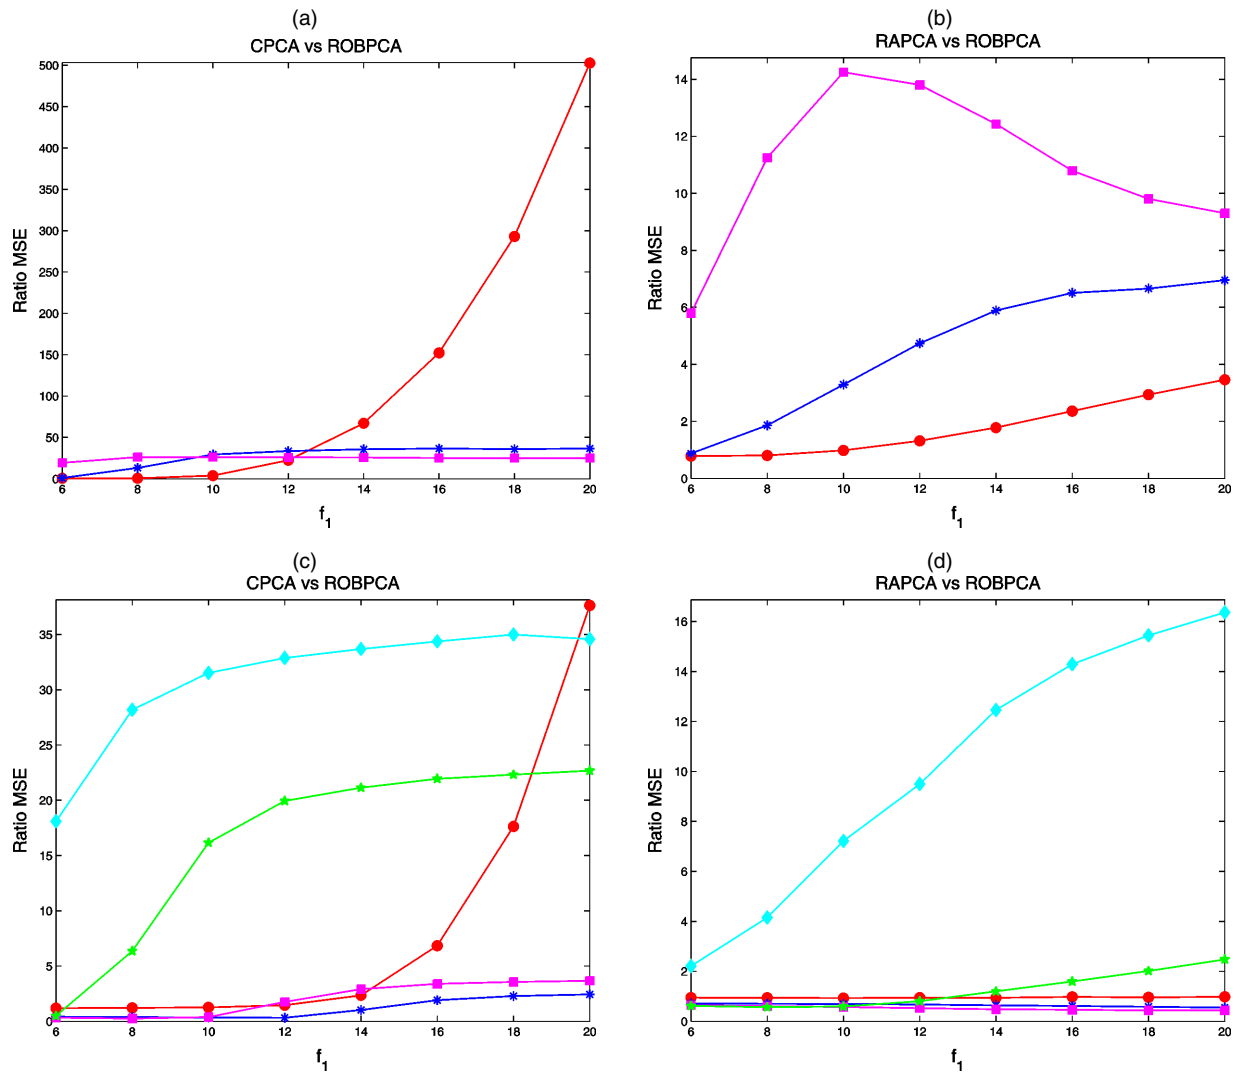 (a)
CPCA vs ROBPCA
Ratio MSE
500
450
400
350
300
250
200
150
100
50
0
6 8 10 12 14 16 18 20
f1
(b)
RAPCA vs ROBPCA
Ratio MSE
14
12
10
8
6
4
2
0
6 8 10 12 14 16 18 20
f1
(c)
CPCA vs ROBPCA
Ratio MSE
35
30
25
20
15
10
5
0
6 8 10 12 14 16 18 20
f1
(d)
RAPCA vs ROBPCA
Ratio MSE
16
14
12
10
8
6
4
2
0
6 8 10 12 14 16 18 20
f1